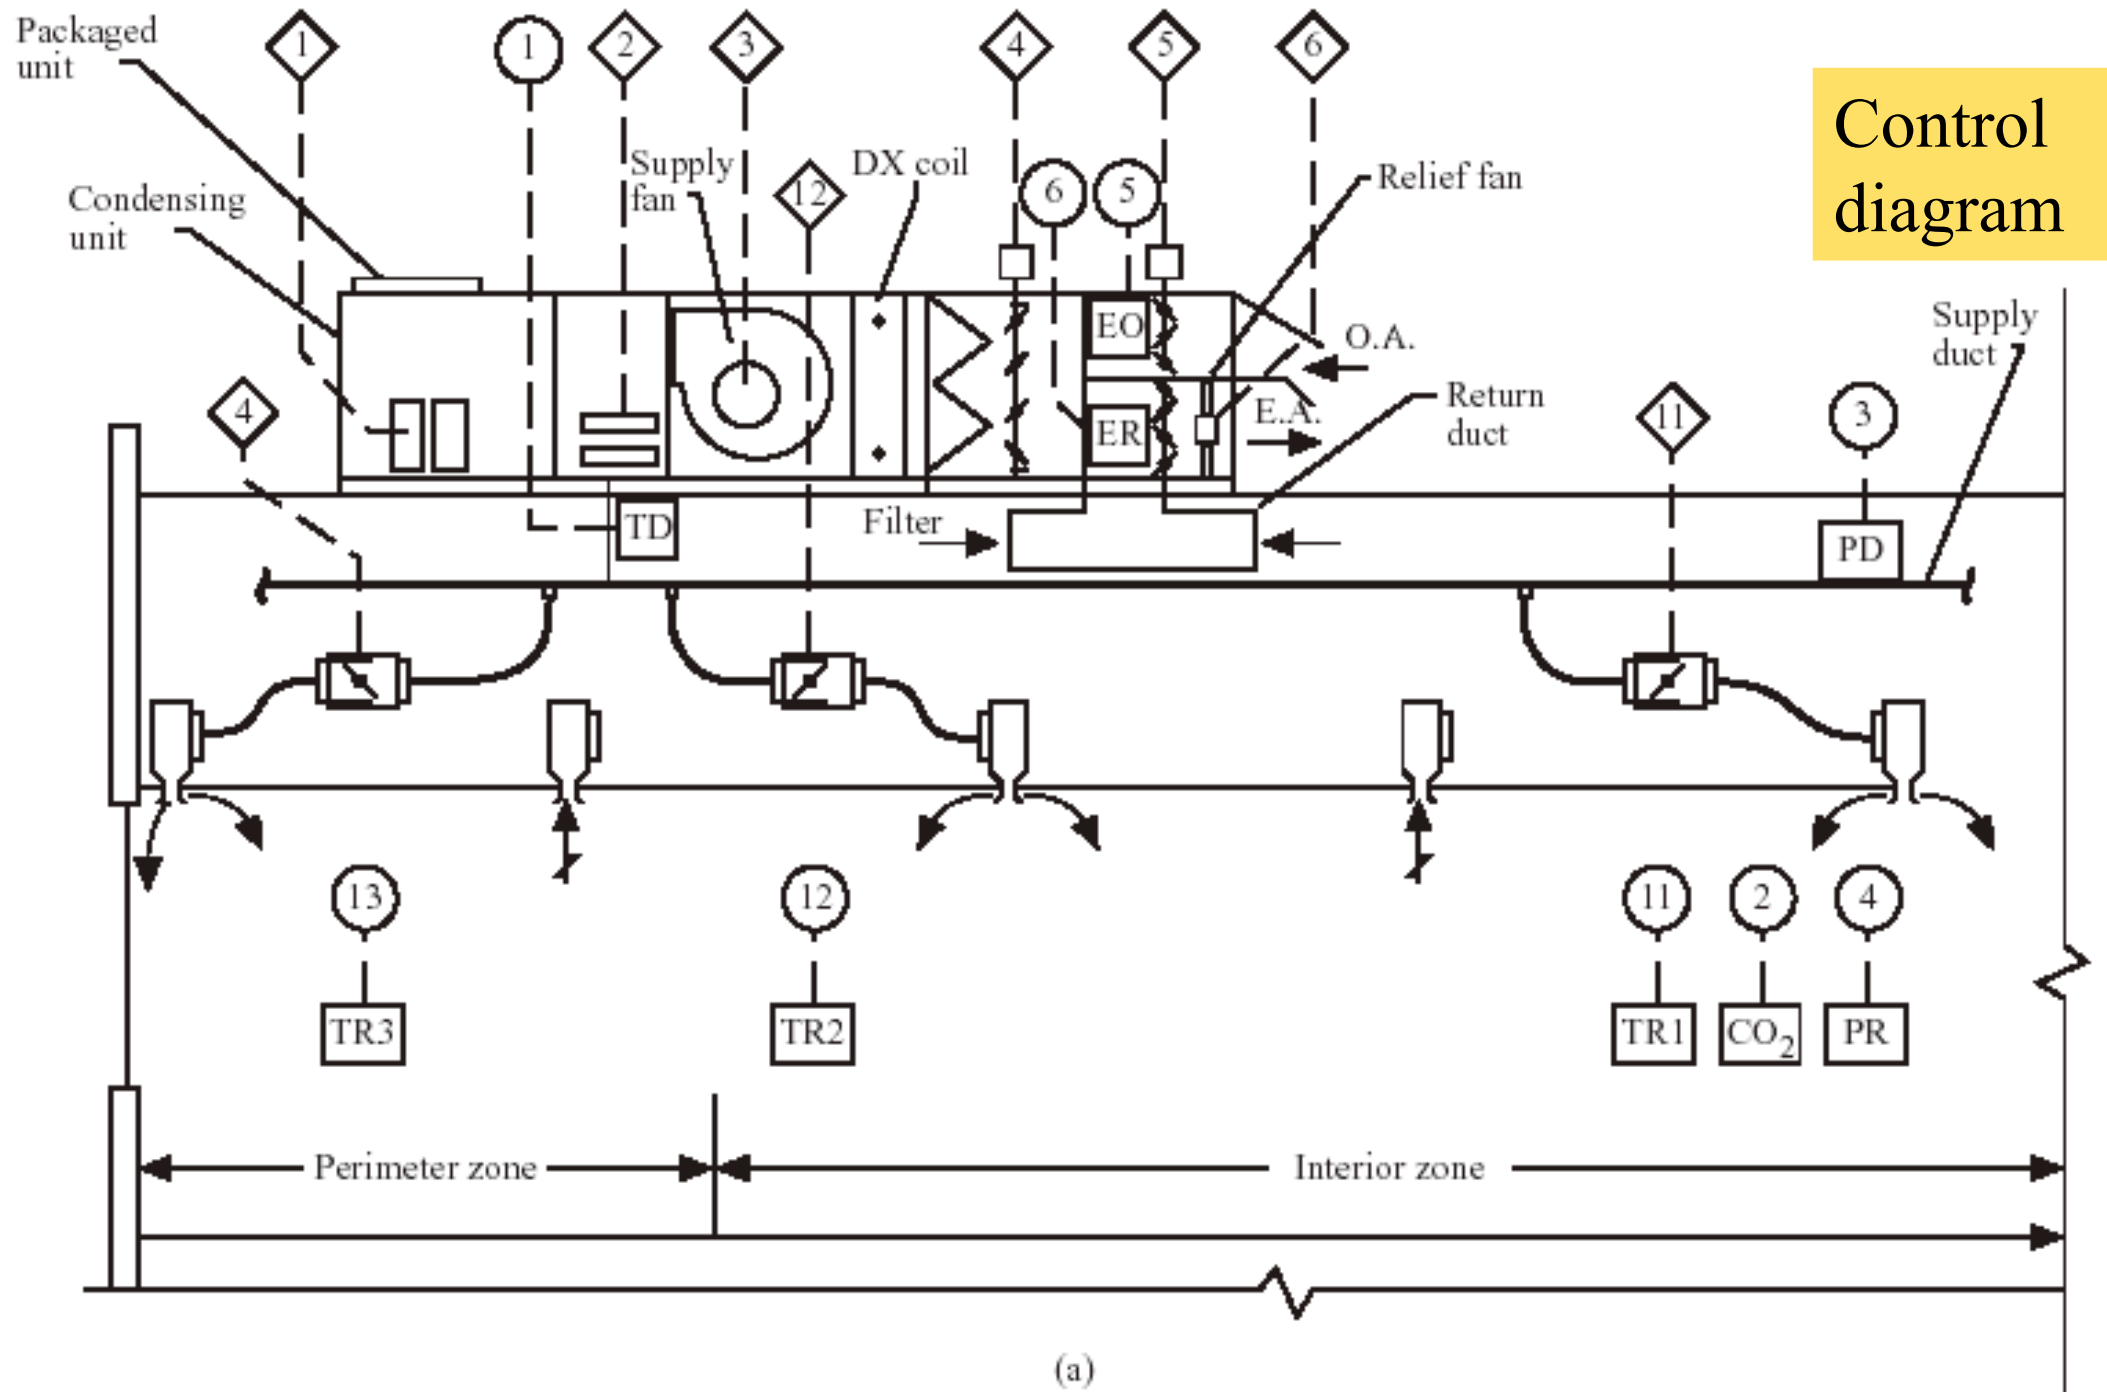 Packaged
unit
1
1
2
3
4
5
6
Control
diagram
Condensing
unit
Supply
fan
12
DX coil
6
5
Relief fan
EO
O.A.
Supply
duct
4
ER
E.A.
Return
duct
11
3
TD
Filter
PD
13
12
11
2
4
TR3
TR2
TR1
CO2
PR
Perimeter zone
Interior zone
(a)